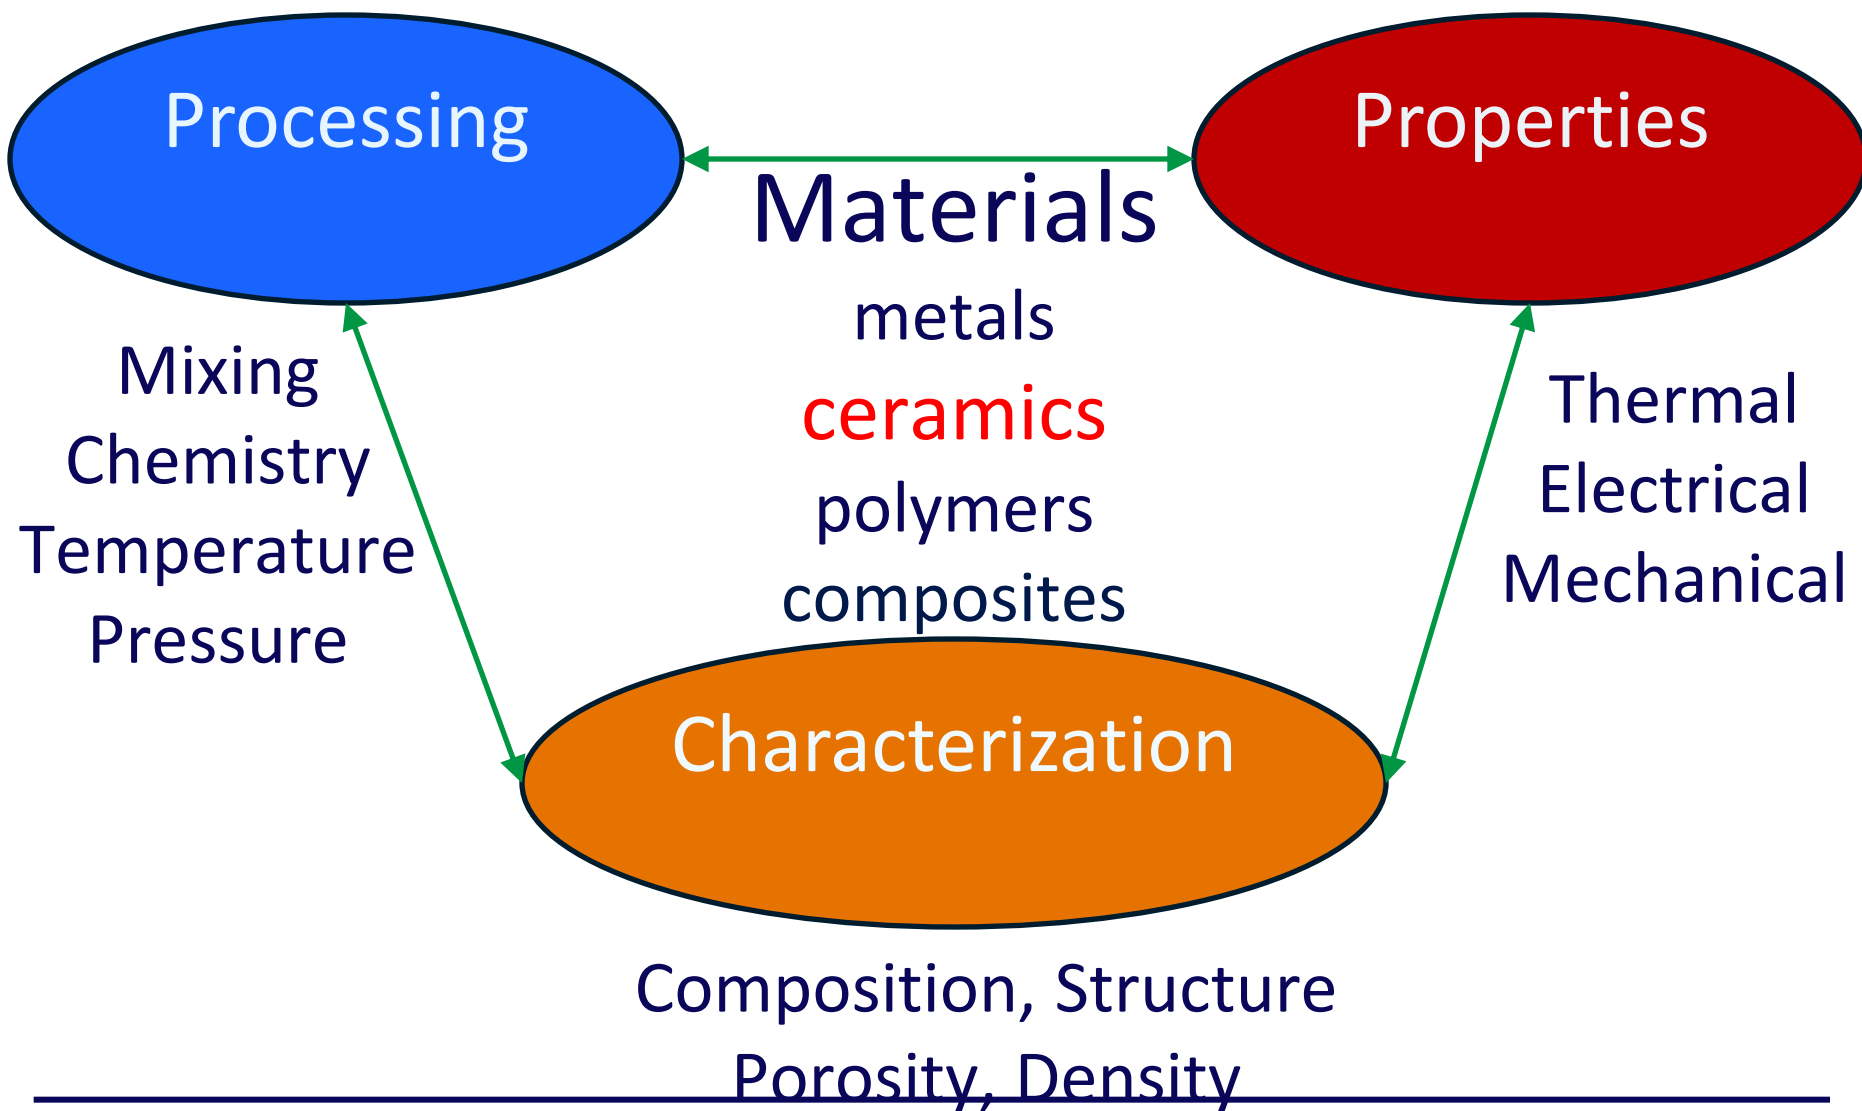 Processing
Properties
Materials
metals
ceramics
polymers
composites
Mixing
Chemistry
Temperature
Pressure
Thermal
Electrical
Mechanical
Characterization
Composition, Structure
Porosity, Density